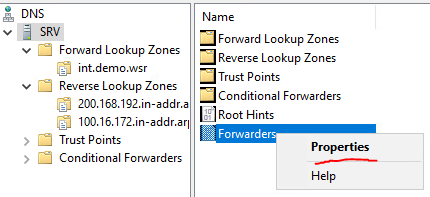 DNS
SRV
Forward Lookup Zones
int.demo.wsr
Reverse Lookup Zones
200.168.192.in-addr.a
100.16.172.in-addr.arp
Trust Points
Conditional Forwarders
Name
Forward Lookup Zones
Reverse Lookup Zones
Trust Points
Conditional Forwarders
Root Hints
Forwarders
Properties
Help